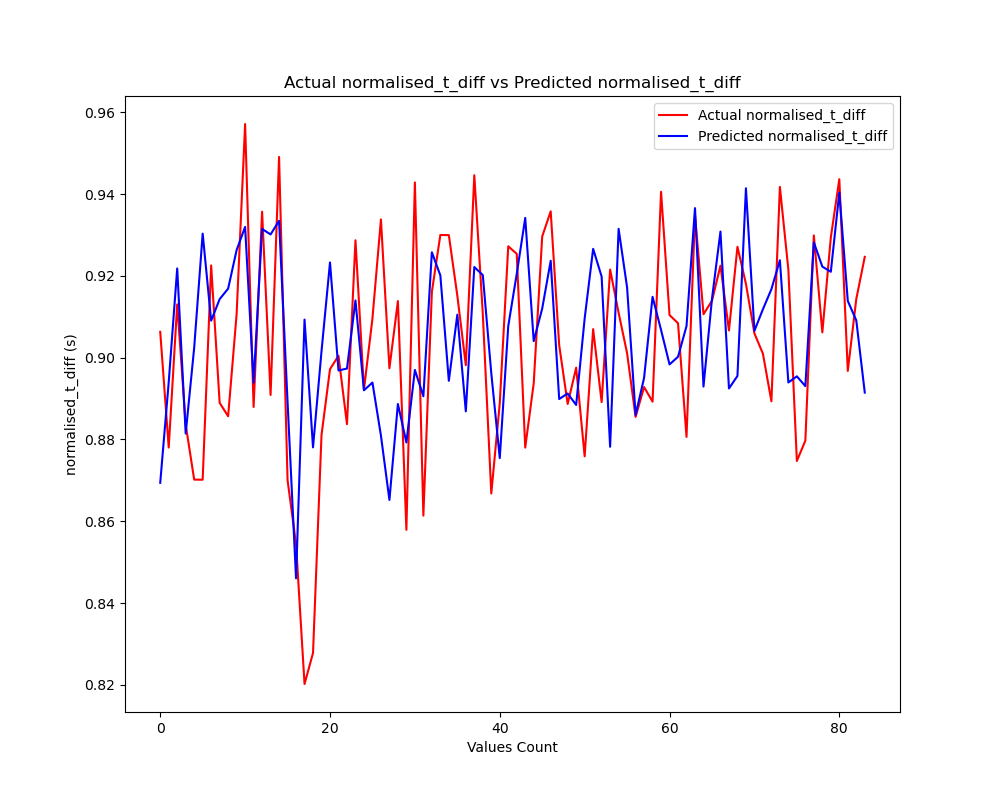 Actual normalised_t_diff vs Predicted normalised_t_diff
Actual normalised_t_diff
Predicted normalised_t_diff
normalised_t_diff (s)
0.96
0.94
0.92
0.90
0.88
0.86
0.84
0.82
0 20 40 60 80
Values Count